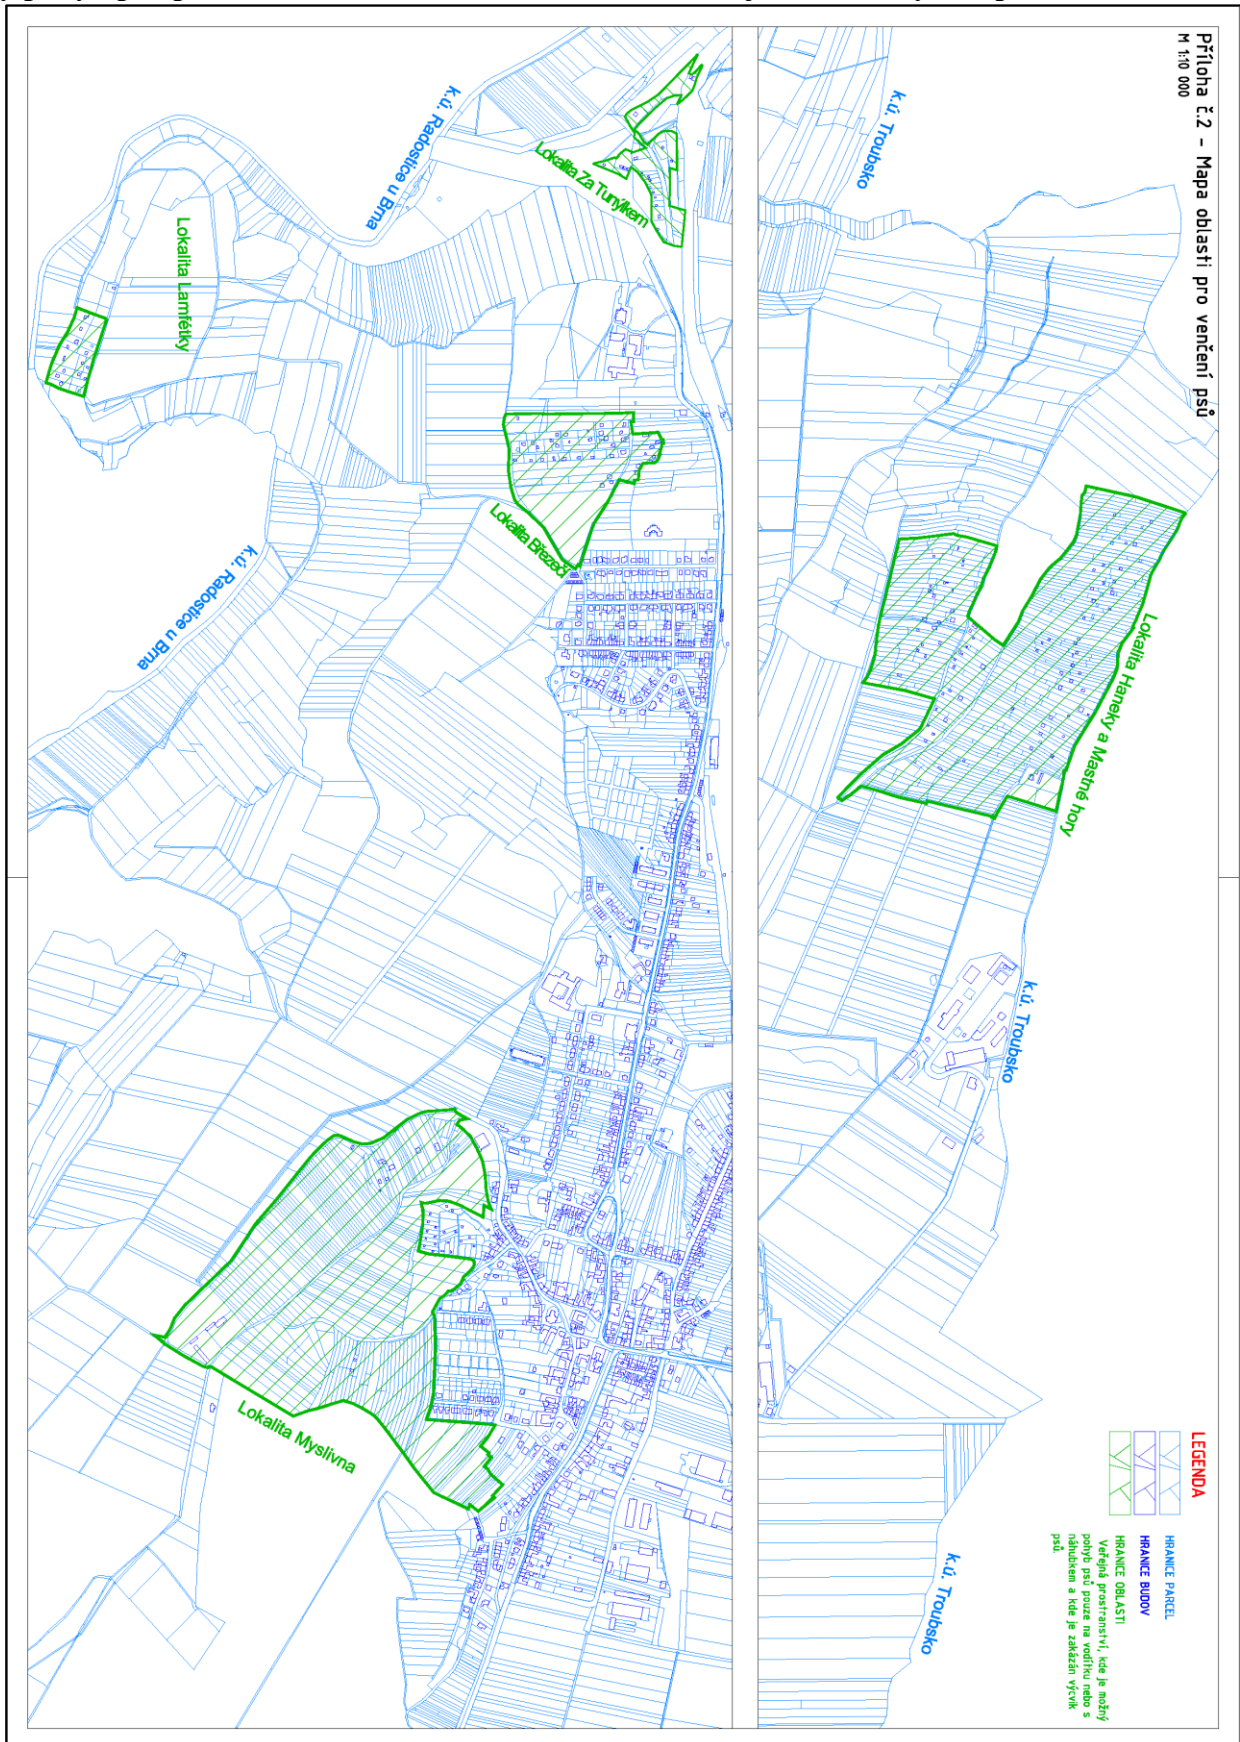 Příloha č.2 - Mapa oblasti pro venčení psů
M 1:10 000
k.ú. Troubsko
Lokalita Haneky a Mastné hory
k.ú. Troubsko
k.ú. Troubsko
LEGENDA
HRANICE PARCEL
HRANICE BUDOV
HRANICE OBLASTI
Veřejná prostranství, kde je možný
pohyb psů pouze na vodítku nebo s
náhubkem a kde je zakázán výcvik
psů.
k.ú. Radostice u Brna
Lokalita Za Tunýlkem
Lokalita Lamfétky
Lokalita Březečí
k.ú. Radostice u Brna
Lokalita Myslivna